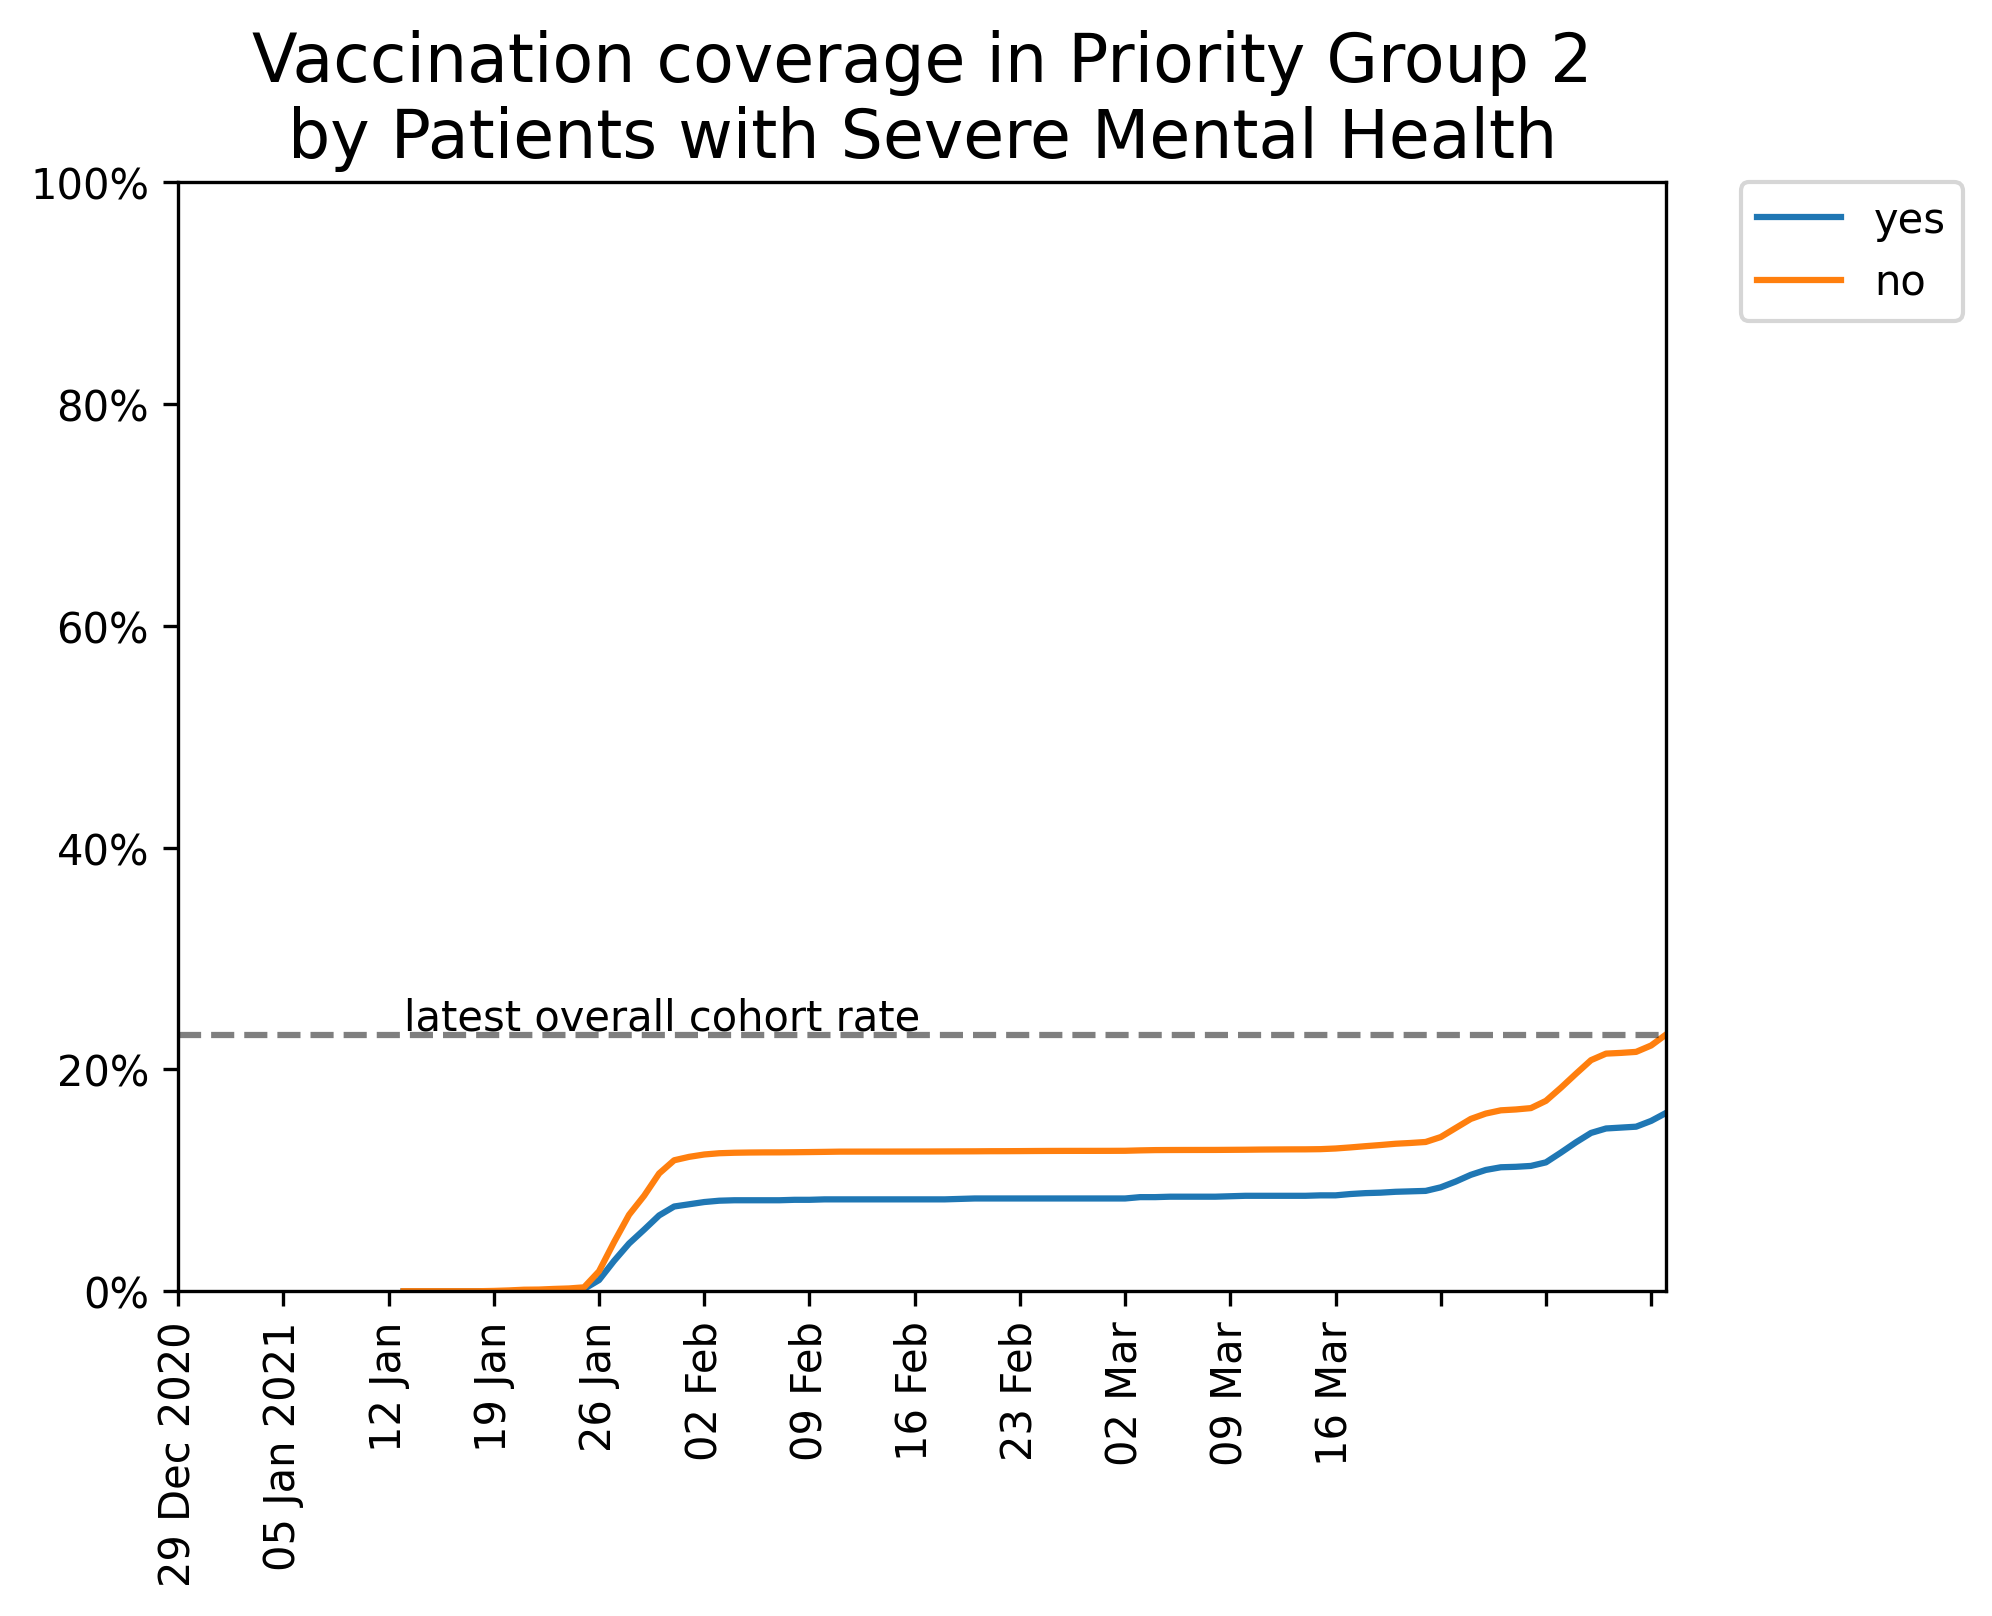 Vaccination coverage in Priority Group 2
by Patients with Severe Mental Health
100%
80%
60%
40%
20%
0%
latest overall cohort rate
yes
no
29 Dec 2020
05 Jan 2021
12 Jan
19 Jan
26 Jan
02 Feb
09 Feb
16 Feb
23 Feb
02 Mar
09 Mar
16 Mar